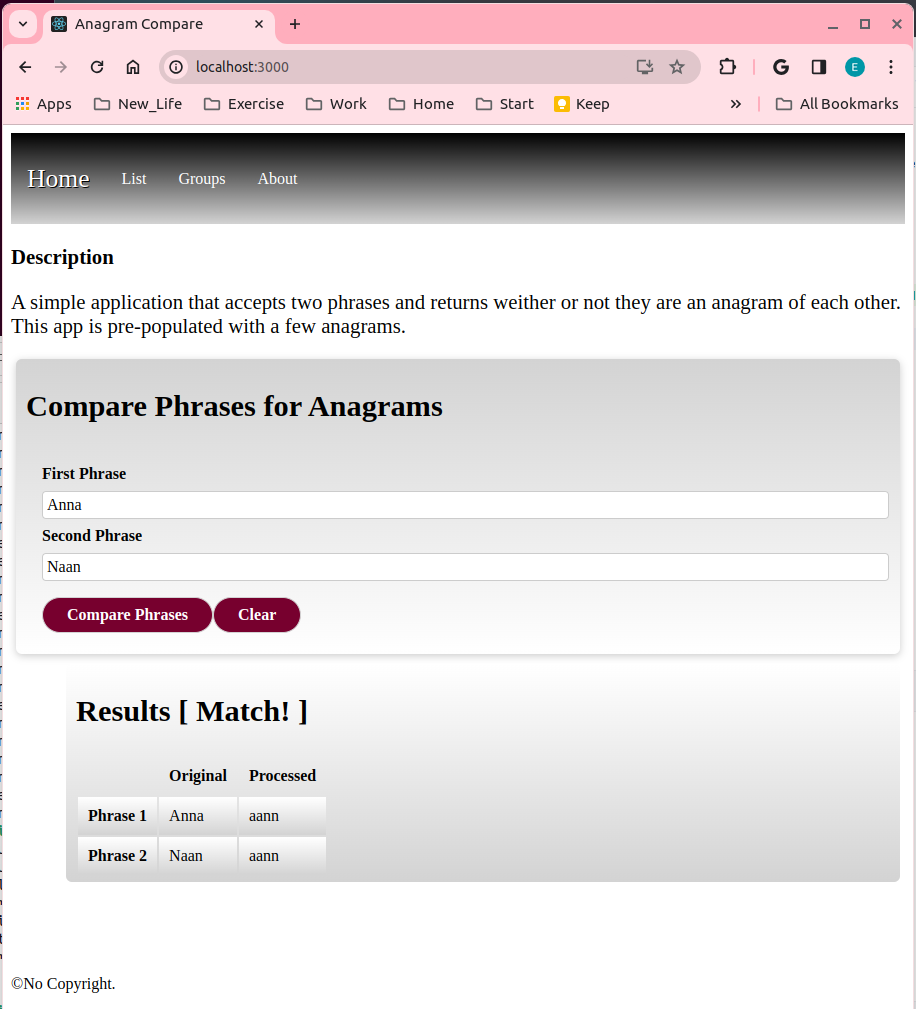 Anagram Compare
localhost:3000
Apps New_Life Exercise Work Home Start Keep » All Bookmarks
E
Home List Groups About
Description
A simple application that accepts two phrases and returns weither or not they are an anagram of each other.
This app is pre-populated with a few anagrams.
Compare Phrases for Anagrams
First Phrase
Anna
Second Phrase
Naan
Compare Phrases Clear
Results [ Match! ]
Original Processed
Phrase 1 Anna aann
Phrase 2 Naan aann
©No Copyright.